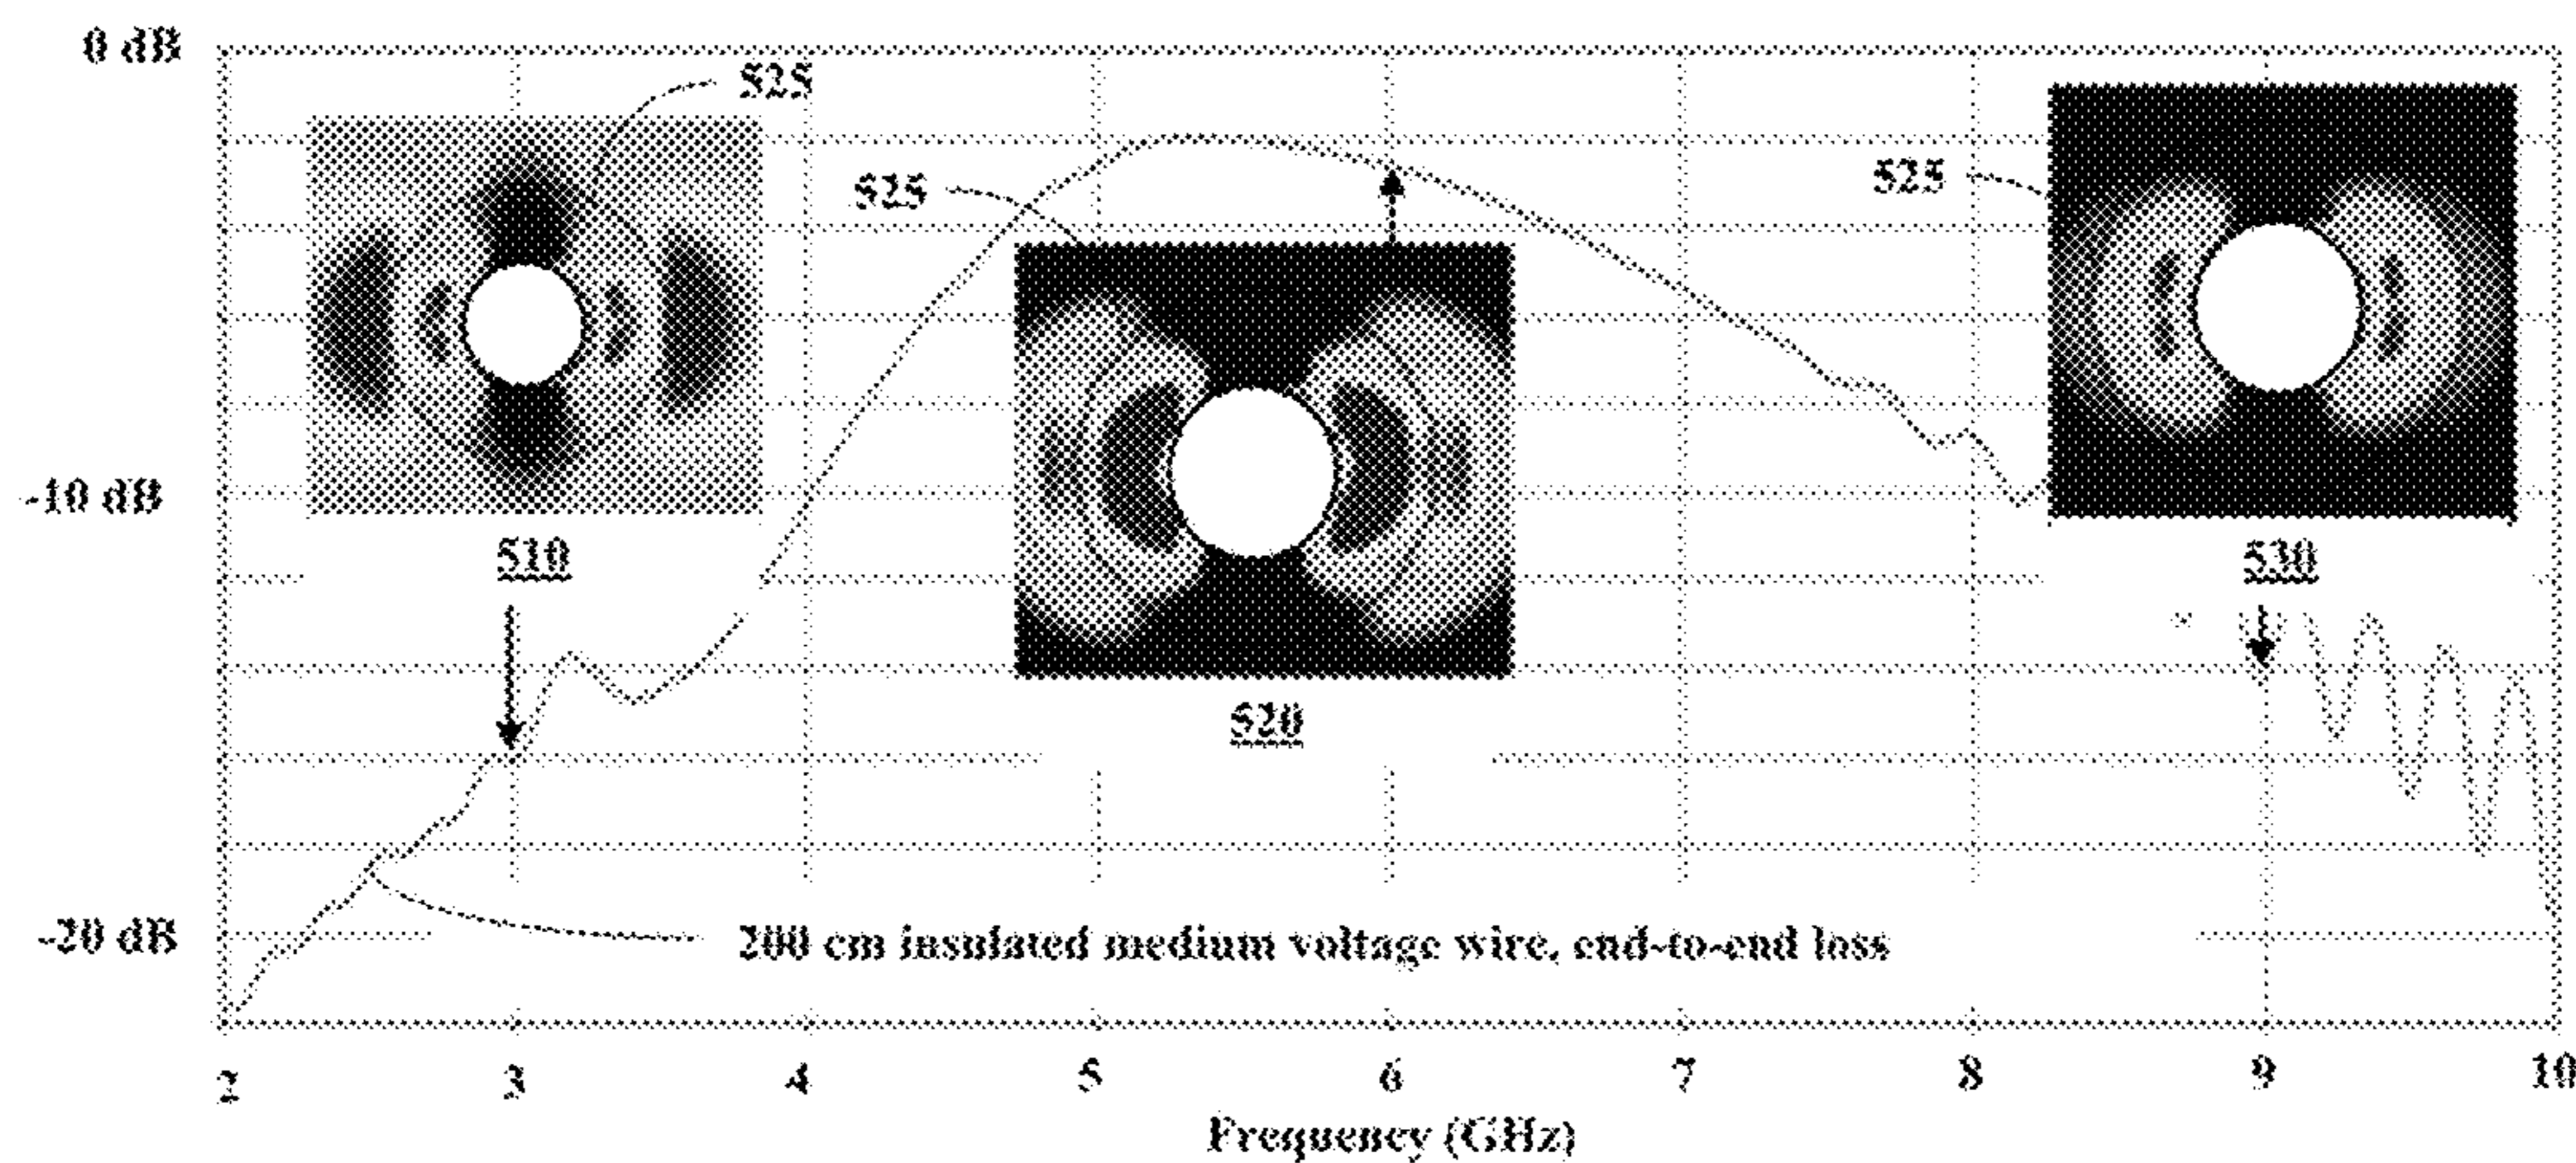 0 dB
525
525
525
-10 dB
510
530
520
-20 dB
200 cm insulated medium voltage wire, end-to-end loss
2 3 4 5 6 7 8 9 10
Frequency (GHz)